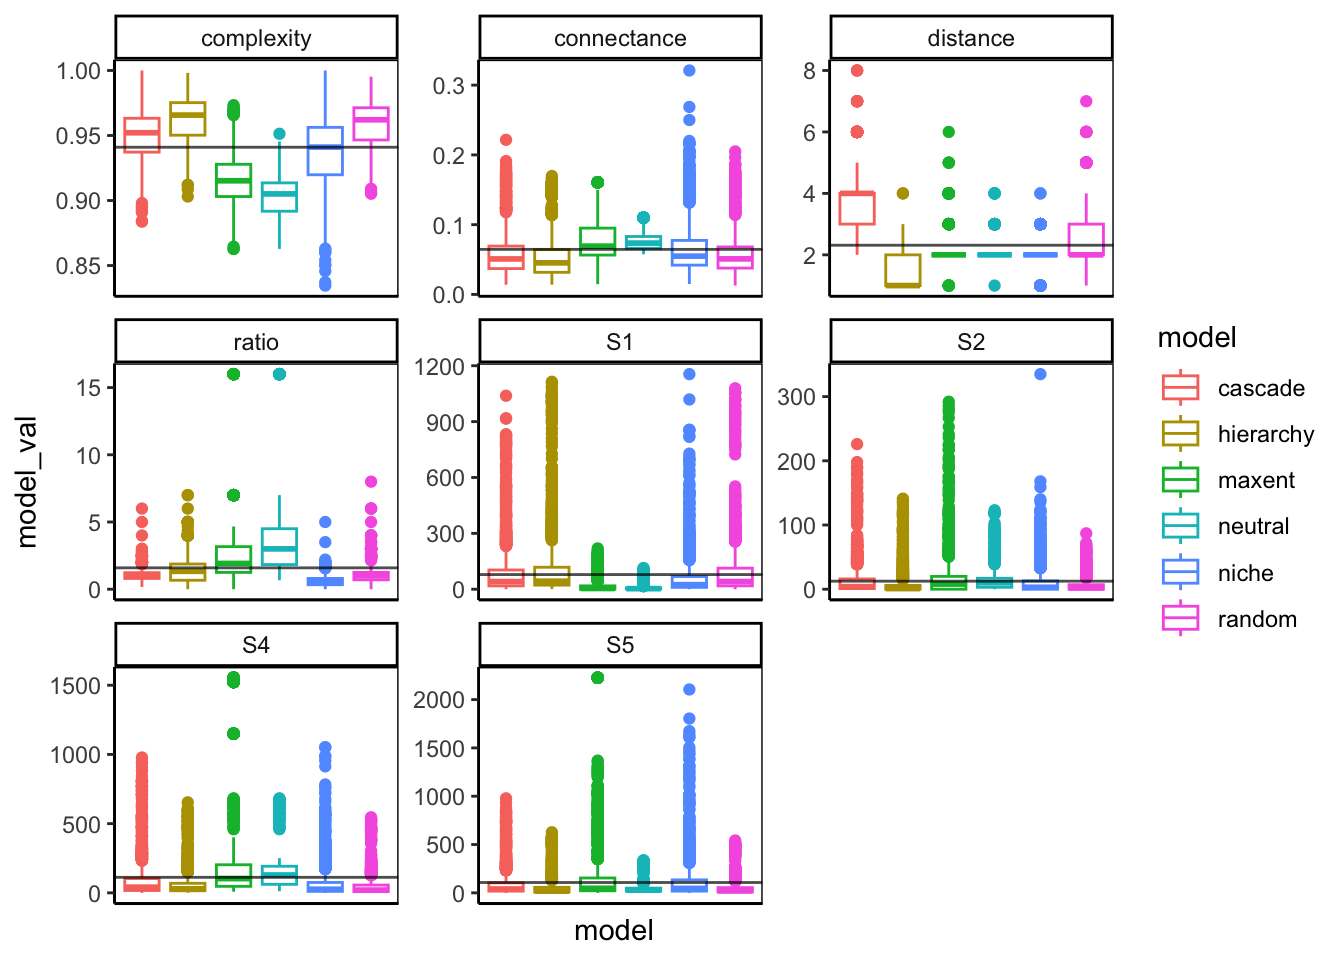 complexity
connectance
distance
1.00
0.95
0.90
0.85
0.3
0.2
0.1
0.0
8
6
4
2
ratio
S1
S2
15
10
5
0
1200
900
600
300
0
300
200
100
0
S4
S5
1500
1000
500
0
2000
1500
1000
500
0
model_val
model
model
cascade
hierarchy
maxent
neutral
niche
random